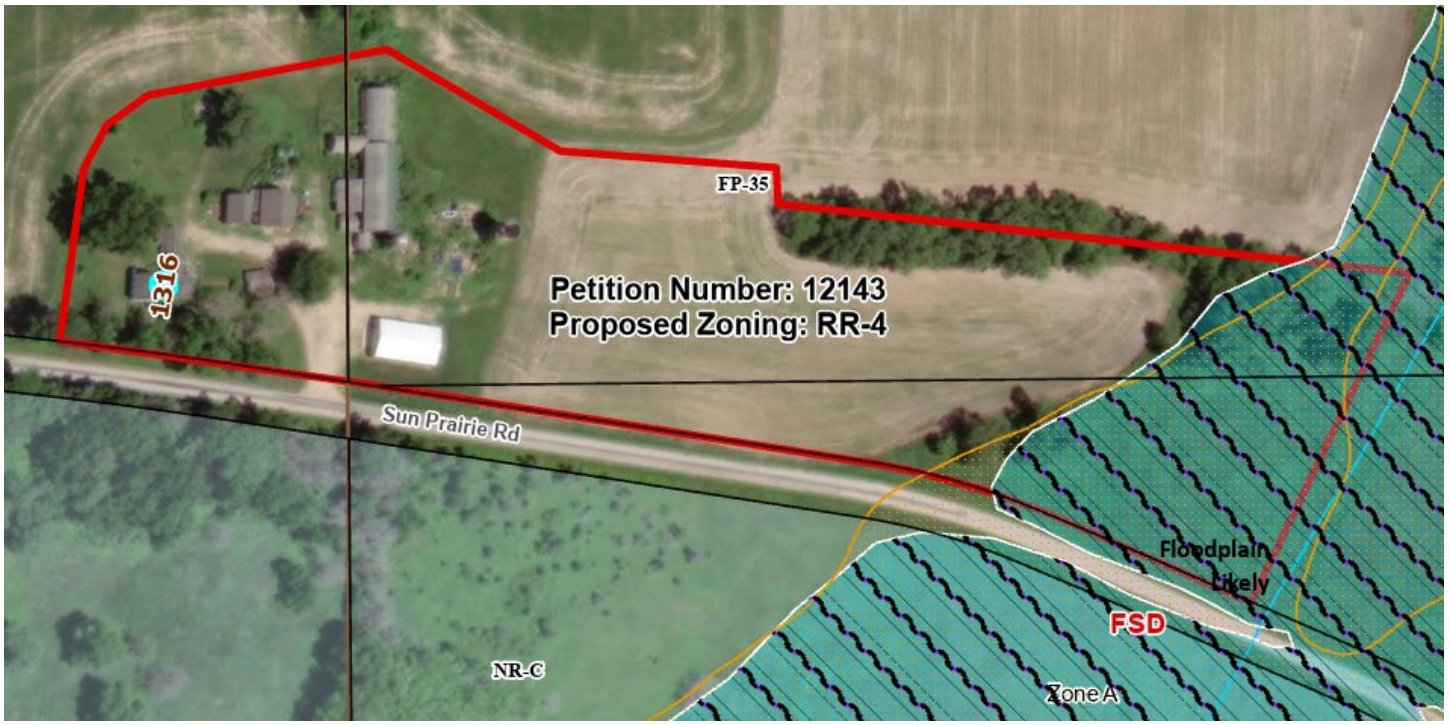 FP-35
1316
Petition Number: 12143
Proposed Zoning: RR-4
Sun Prairie Rd
Floodplain
Likely
FSD
NR-C
Zone A